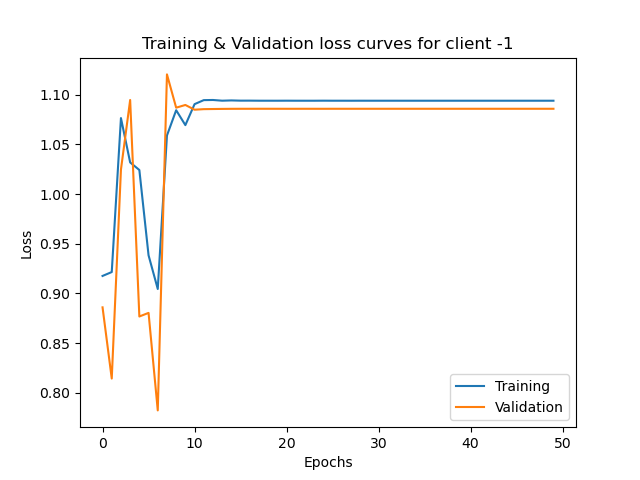 Training & Validation loss curves for client -1
1.10
1.05
1.00
0.95
0.90
0.85
0.80
Loss
Training
Validation
0 10 20 30 40 50
Epochs